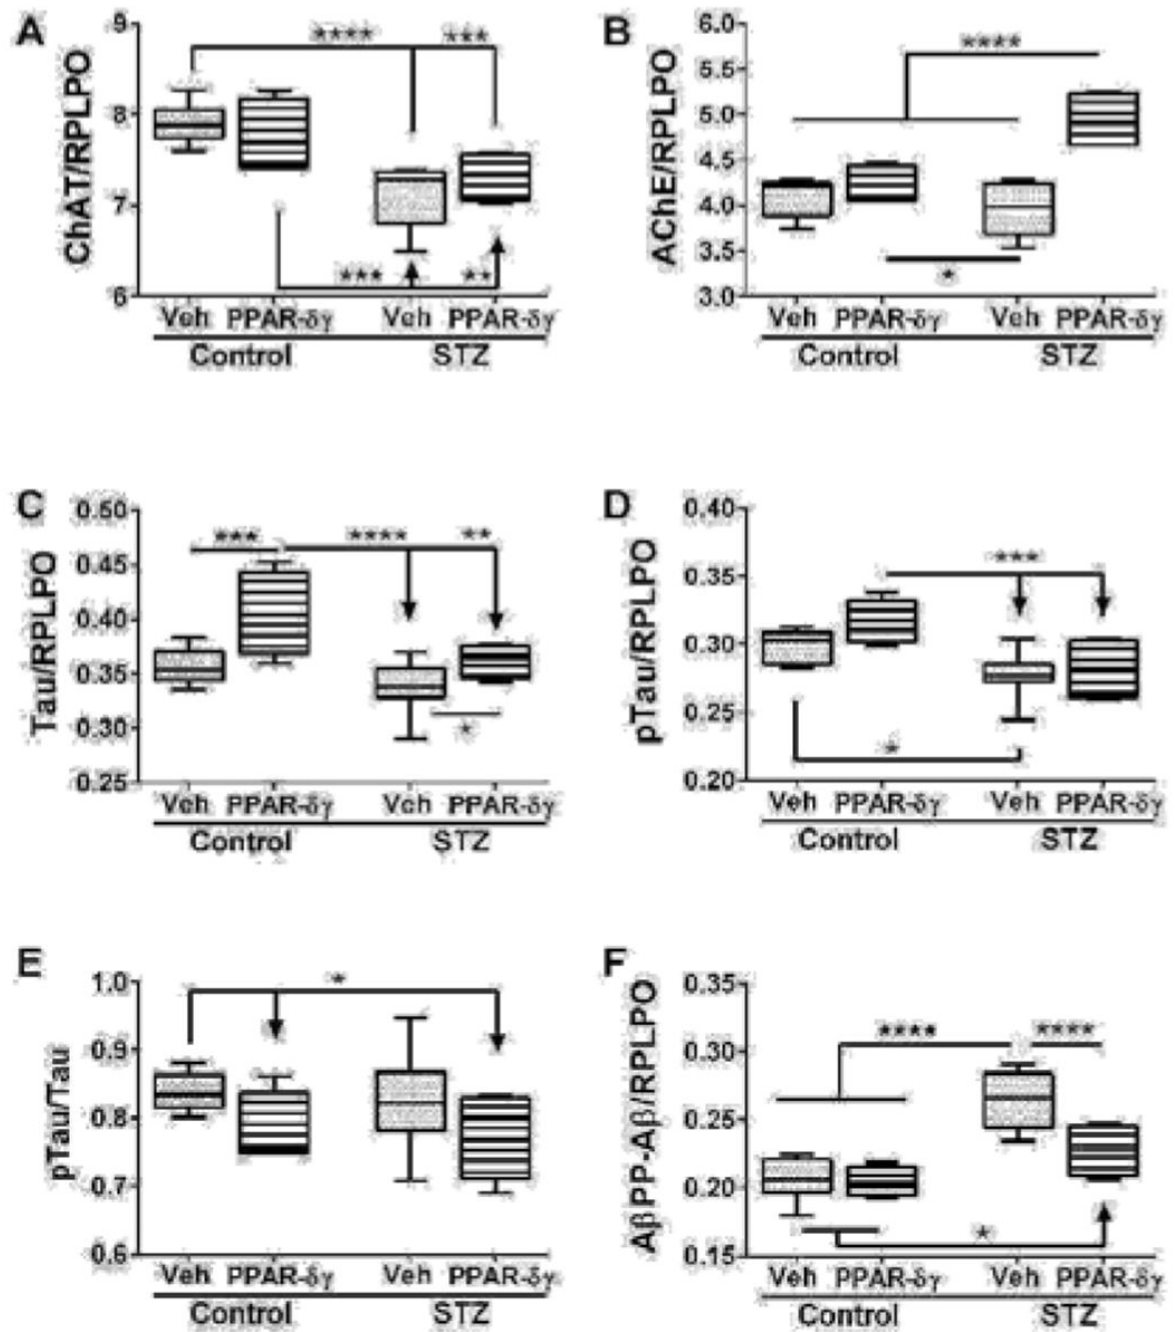 A
ChAT/RPLPO
9
8
7
6
**** ***
*** **
Veh PPAR-δγ Veh PPAR-δγ
Control STZ
B
AChE/RPLPO
6.0
5.5
5.0
4.5
4.0
3.5
3.0
****
*
Veh PPAR-δγ Veh PPAR-δγ
Control STZ
C
Tau/RPLPO
0.50
0.45
0.40
0.35
0.30
0.25
*** **** **
*
Veh PPAR-δγ Veh PPAR-δγ
Control STZ
D
pTau/RPLPO
0.40
0.35
0.30
0.25
0.20
***
*
Veh PPAR-δγ Veh PPAR-δγ
Control STZ
E
pTau/Tau
1.0
0.9
0.8
0.7
0.6
*
Veh PPAR-δγ Veh PPAR-δγ
Control STZ
F
AβPP-Aβ/RPLPO
0.35
0.30
0.25
0.20
0.15
**** ****
*
Veh PPAR-δγ Veh PPAR-δγ
Control STZ